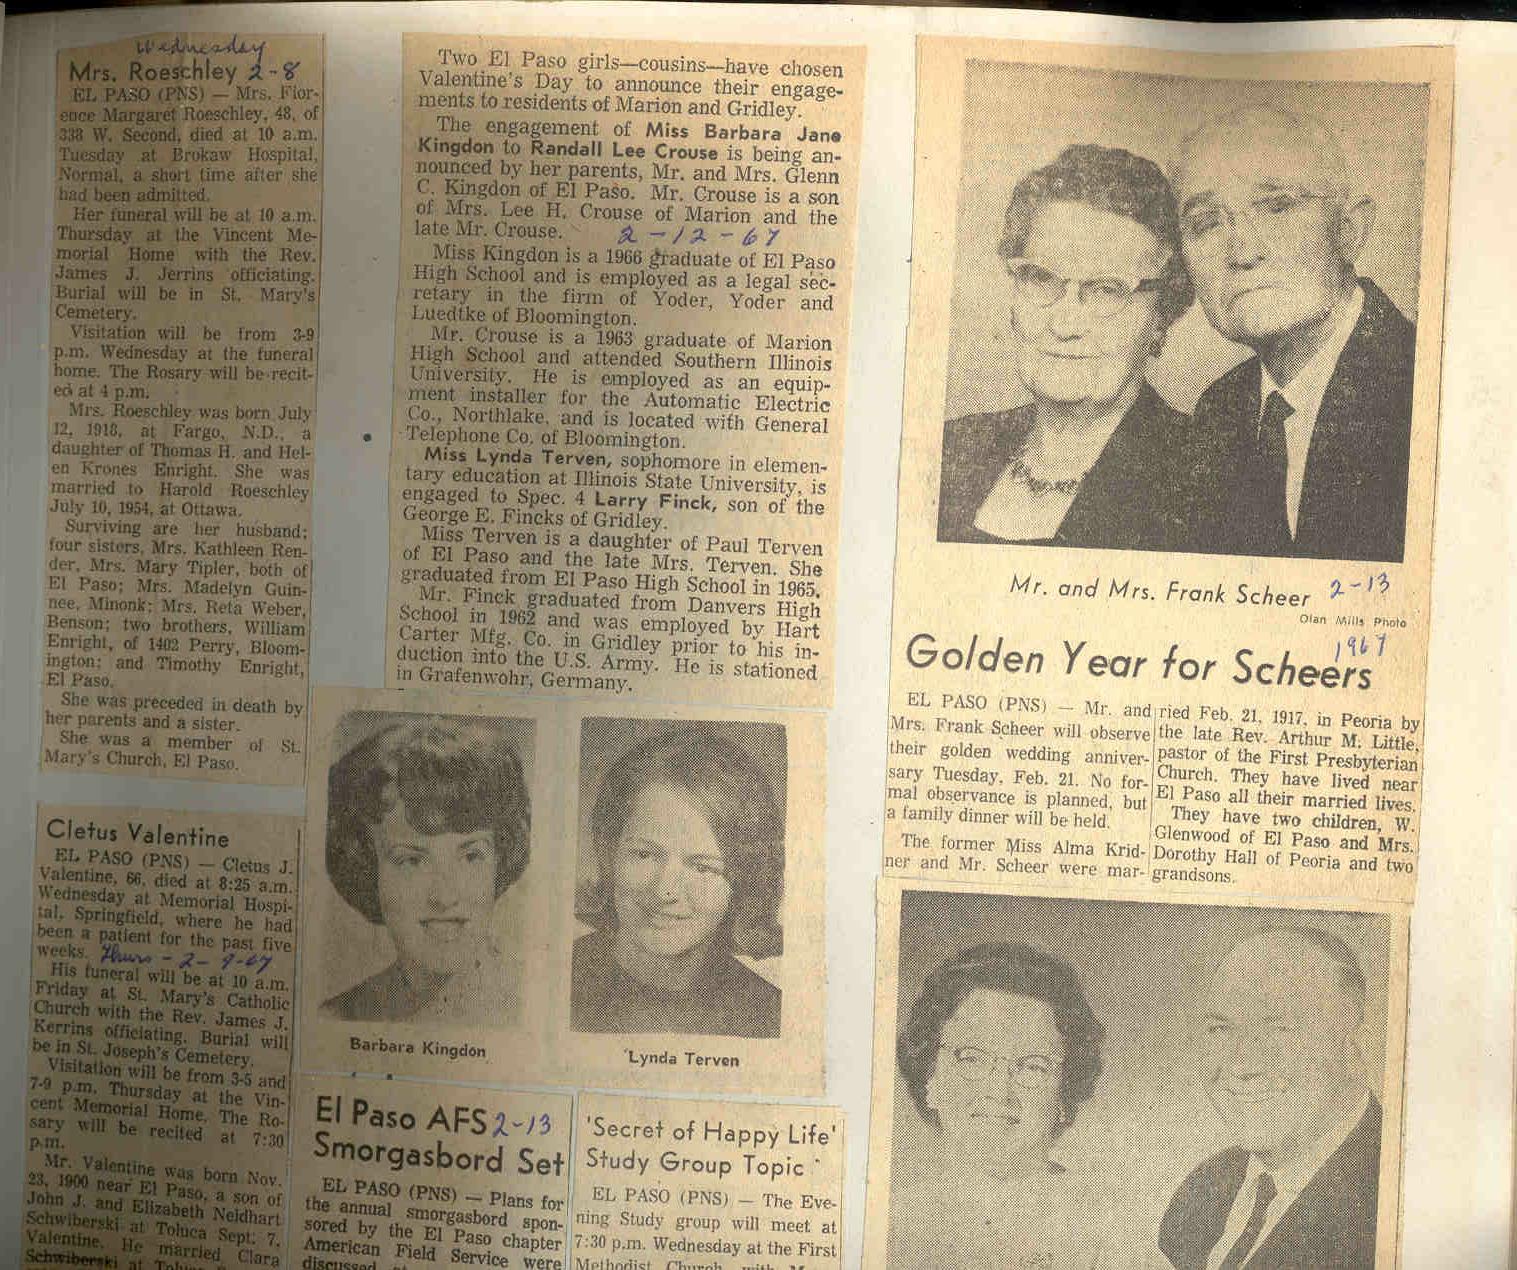 Wednesday
Mrs. Roeschley 2-8
EL PASO (PNS) — Mrs. Flor-
ence Margaret Roeschley, 48, of
338 W. Second, died at 10 a.m.
Tuesday at Brokaw Hospital,
Normal, a short time after she
had been admitted.
Her funeral will be at 10 a.m.
Thursday at the Vincent Me-
morial Home with the Rev.
James J. Jerrins officiating.
Burial will be in St. Mary's
Cemetery.
Visitation will be from 3-9
p.m. Wednesday at the funeral
home. The Rosary will be recit-
ed at 4 p.m.
Mrs. Roeschley was born July
12, 1918, at Fargo, N.D., a
daughter of Thomas H. and Hel-
en Krones Enright. She was
married to Harold Roeschley
July 10, 1954, at Ottawa.
Surviving are her husband;
four sisters, Mrs. Kathleen Ren-
der, Mrs. Mary Tipler, both of
El Paso; Mrs. Madelyn Guin-
nee, Minonk; Mrs. Reta Weber,
Benson; two brothers, William
Enright, of 1402 Perry, Bloom-
ington; and Timothy Enright,
El Paso.
She was preceded in death by
her parents and a sister.
She was a member of St.
Mary's Church, El Paso.
Cletus Valentine
EL PASO (PNS) — Cletus J.
Valentine, 66, died at 8:25 a.m.
Wednesday at Memorial Hospi-
tal, Springfield, where he had
been a patient for the past five
weeks. Thurs - 2 - 9-67
His funeral will be at 10 a.m.
Friday at St. Mary's Catholic
Church with the Rev. James J.
Kerrins officiating. Burial will
be in St. Joseph's Cemetery.
Visitation will be from 3-5 and
7-9 p.m. Thursday at the Vin-
cent Memorial Home. The Ro-
sary will be recited at 7:30
p.m.
Mr. Valentine was born Nov.
23, 1900 near El Paso, a son of
John J. and Elizabeth Neidhart
Schwiberski at Toluca Sept. 7,
Valentine. He married Clara
Schwiberski at
Two El Paso girls—cousins—have chosen
Valentine's Day to announce their engage-
ments to residents of Marion and Gridley.
The engagement of Miss Barbara Jane
Kingdon to Randall Lee Crouse is being an-
nounced by her parents, Mr. and Mrs. Glenn
C. Kingdon of El Paso. Mr. Crouse is a son
of Mrs. Lee H. Crouse of Marion and the
late Mr. Crouse. 2 - 12 - 67
Miss Kingdon is a 1966 graduate of El Paso
High School and is employed as a legal sec-
retary in the firm of Yoder, Yoder and
Luedtke of Bloomington.
Mr. Crouse is a 1963 graduate of Marion
High School and attended Southern Illinois
University. He is employed as an equip-
ment installer for the Automatic Electric
Co., Northlake, and is located with General
Telephone Co. of Bloomington.
Miss Lynda Terven, sophomore in elemen-
tary education at Illinois State University, is
engaged to Spec. 4 Larry Finck, son of the
George E. Fincks of Gridley.
Miss Terven is a daughter of Paul Terven
of El Paso and the late Mrs. Terven. She
graduated from El Paso High School in 1965.
Mr. Finck graduated from Danvers High
School in 1962 and was employed by Hart
Carter Mfg. Co. in Gridley prior to his in-
duction into the U.S. Army. He is stationed
in Grafenwohr, Germany.
Barbara Kingdon
Lynda Terven
El Paso AFS 2-13
Smorgasbord Set
EL PASO (PNS) — Plans for
the annual smorgasbord spon-
sored by the El Paso chapter
American Field Service were
discussed
'Secret of Happy Life'
Study Group Topic
EL PASO (PNS) — The Eve-
ning Study group will meet at
7:30 p.m. Wednesday at the First
Methodist Church, with
Mr. and Mrs. Frank Scheer 2-13
Olan Mills Photo
1967
Golden Year for Scheers
EL PASO (PNS) — Mr. and
Mrs. Frank Scheer will observe
their golden wedding anniver-
sary Tuesday, Feb. 21. No for-
mal observance is planned, but
a family dinner will be held.
The former Miss Alma Krid-
ner and Mr. Scheer were mar-
ried Feb. 21, 1917, in Peoria by
the late Rev. Arthur M. Little,
pastor of the First Presbyterian
Church. They have lived near
El Paso all their married lives.
They have two children, W.
Glenwood of El Paso and Mrs.
Dorothy Hall of Peoria and two
grandsons.